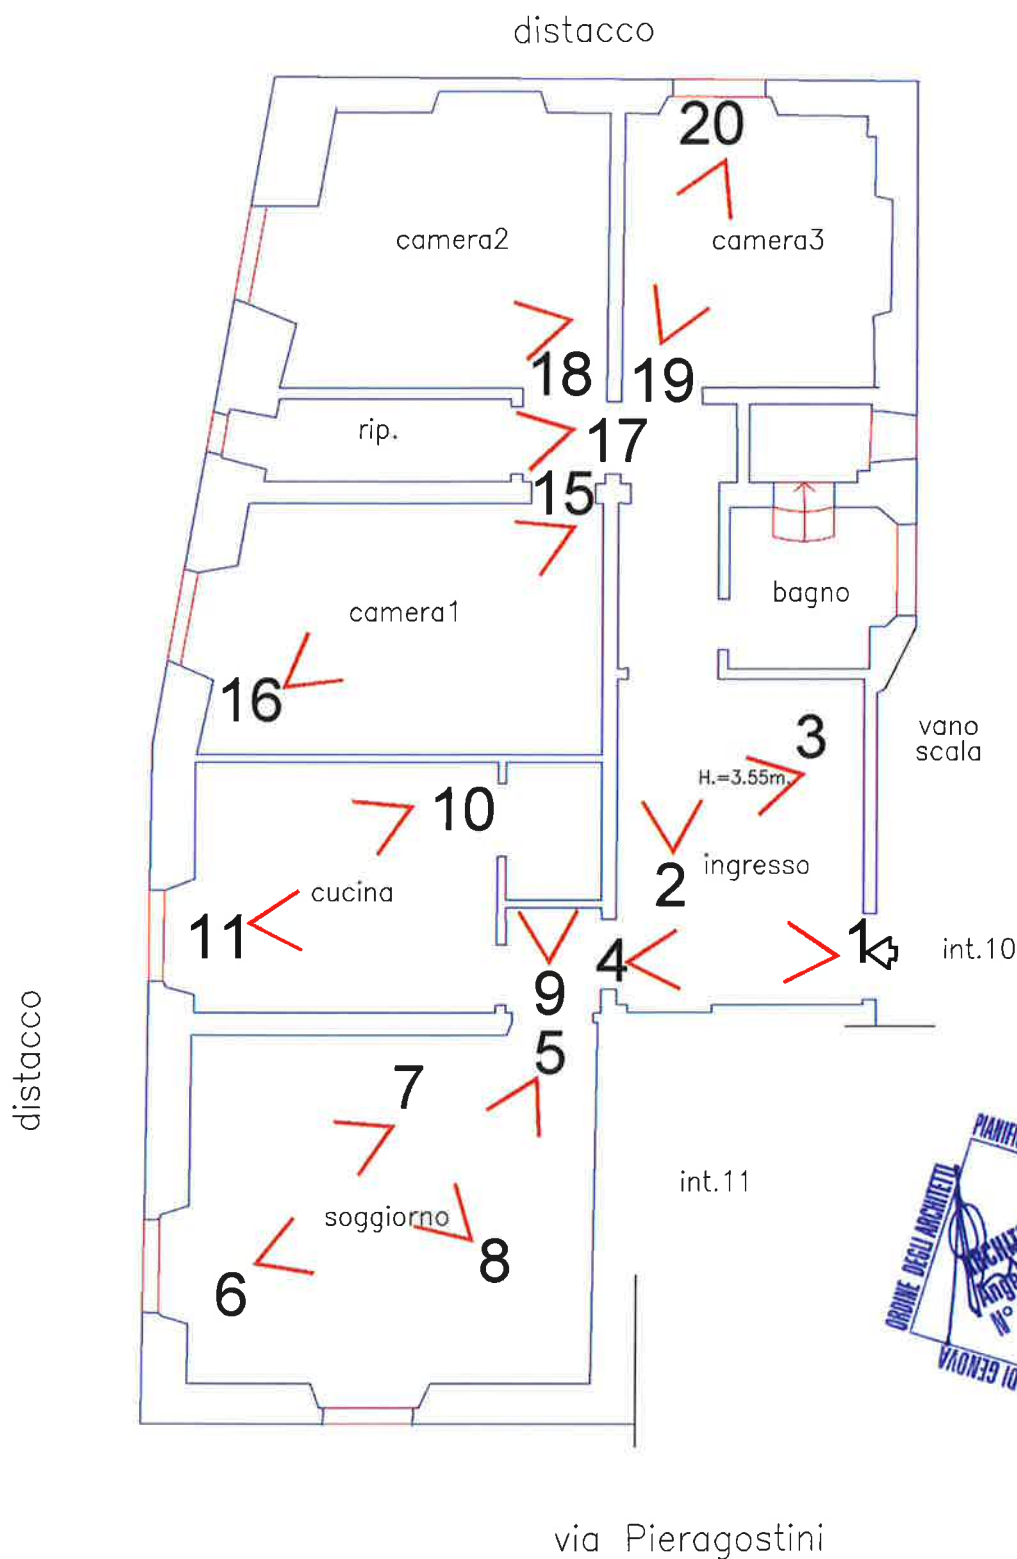 distacco
20
camera2
camera3
18
19
rip.
17
15
bagno
camera1
16
3
vano
scala
H.=3.55m.
10
2
ingresso
cucina
11
1
4
int.10
9
5
distacco
7
int.11
soggiorno
8
6
ORDINE DEGLI ARCHITETTI
N°
DI GENOVA
via Pieragostini